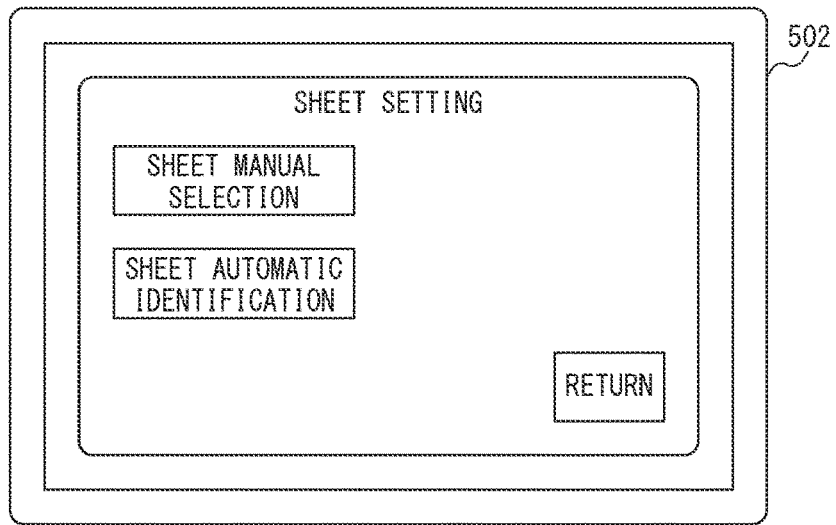 502
SHEET SETTING
SHEET MANUAL
SELECTION
SHEET AUTOMATIC
IDENTIFICATION
RETURN